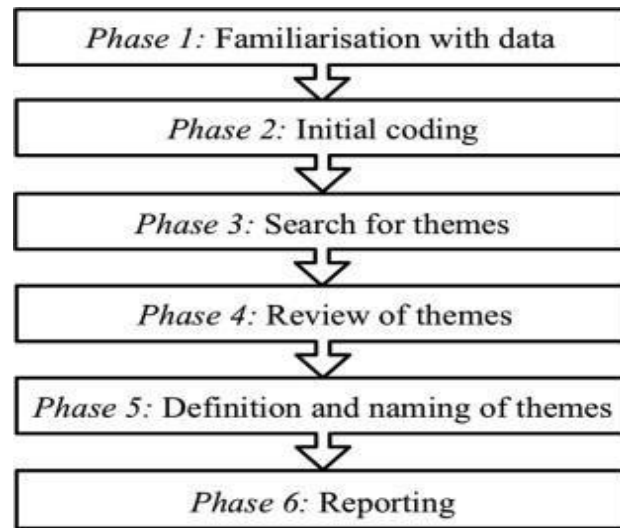 Phase 1: Familiarisation with data
Phase 2: Initial coding
Phase 3: Search for themes
Phase 4: Review of themes
Phase 5: Definition and naming of themes
Phase 6: Reporting